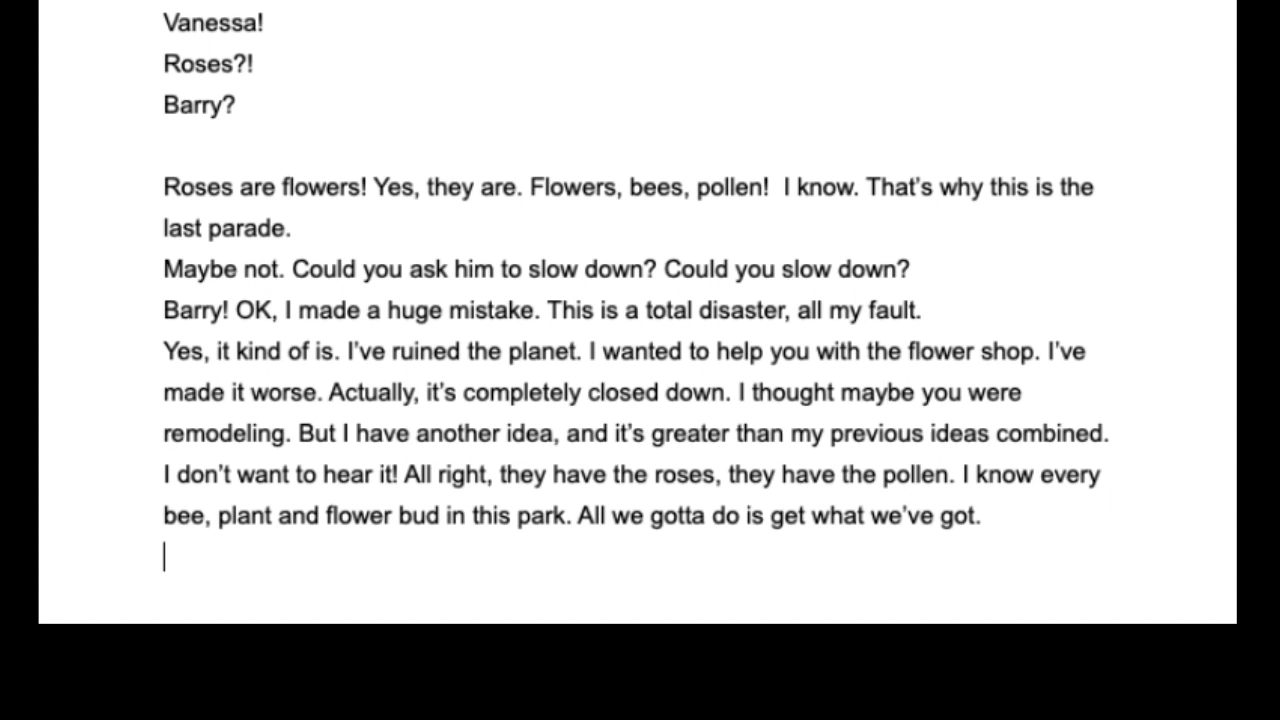 Vanessa!
Roses?!
Barry?
Roses are flowers! Yes, they are. Flowers, bees, pollen!  I know. That's why this is the
last parade.
Maybe not. Could you ask him to slow down? Could you slow down?
Barry! OK, I made a huge mistake. This is a total disaster, all my fault.
Yes, it kind of is. I've ruined the planet. I wanted to help you with the flower shop. I've
made it worse. Actually, it's completely closed down. I thought maybe you were
remodeling. But I have another idea, and it's greater than my previous ideas combined.
I don't want to hear it! All right, they have the roses, they have the pollen. I know every
bee, plant and flower bud in this park. All we gotta do is get what we've got.